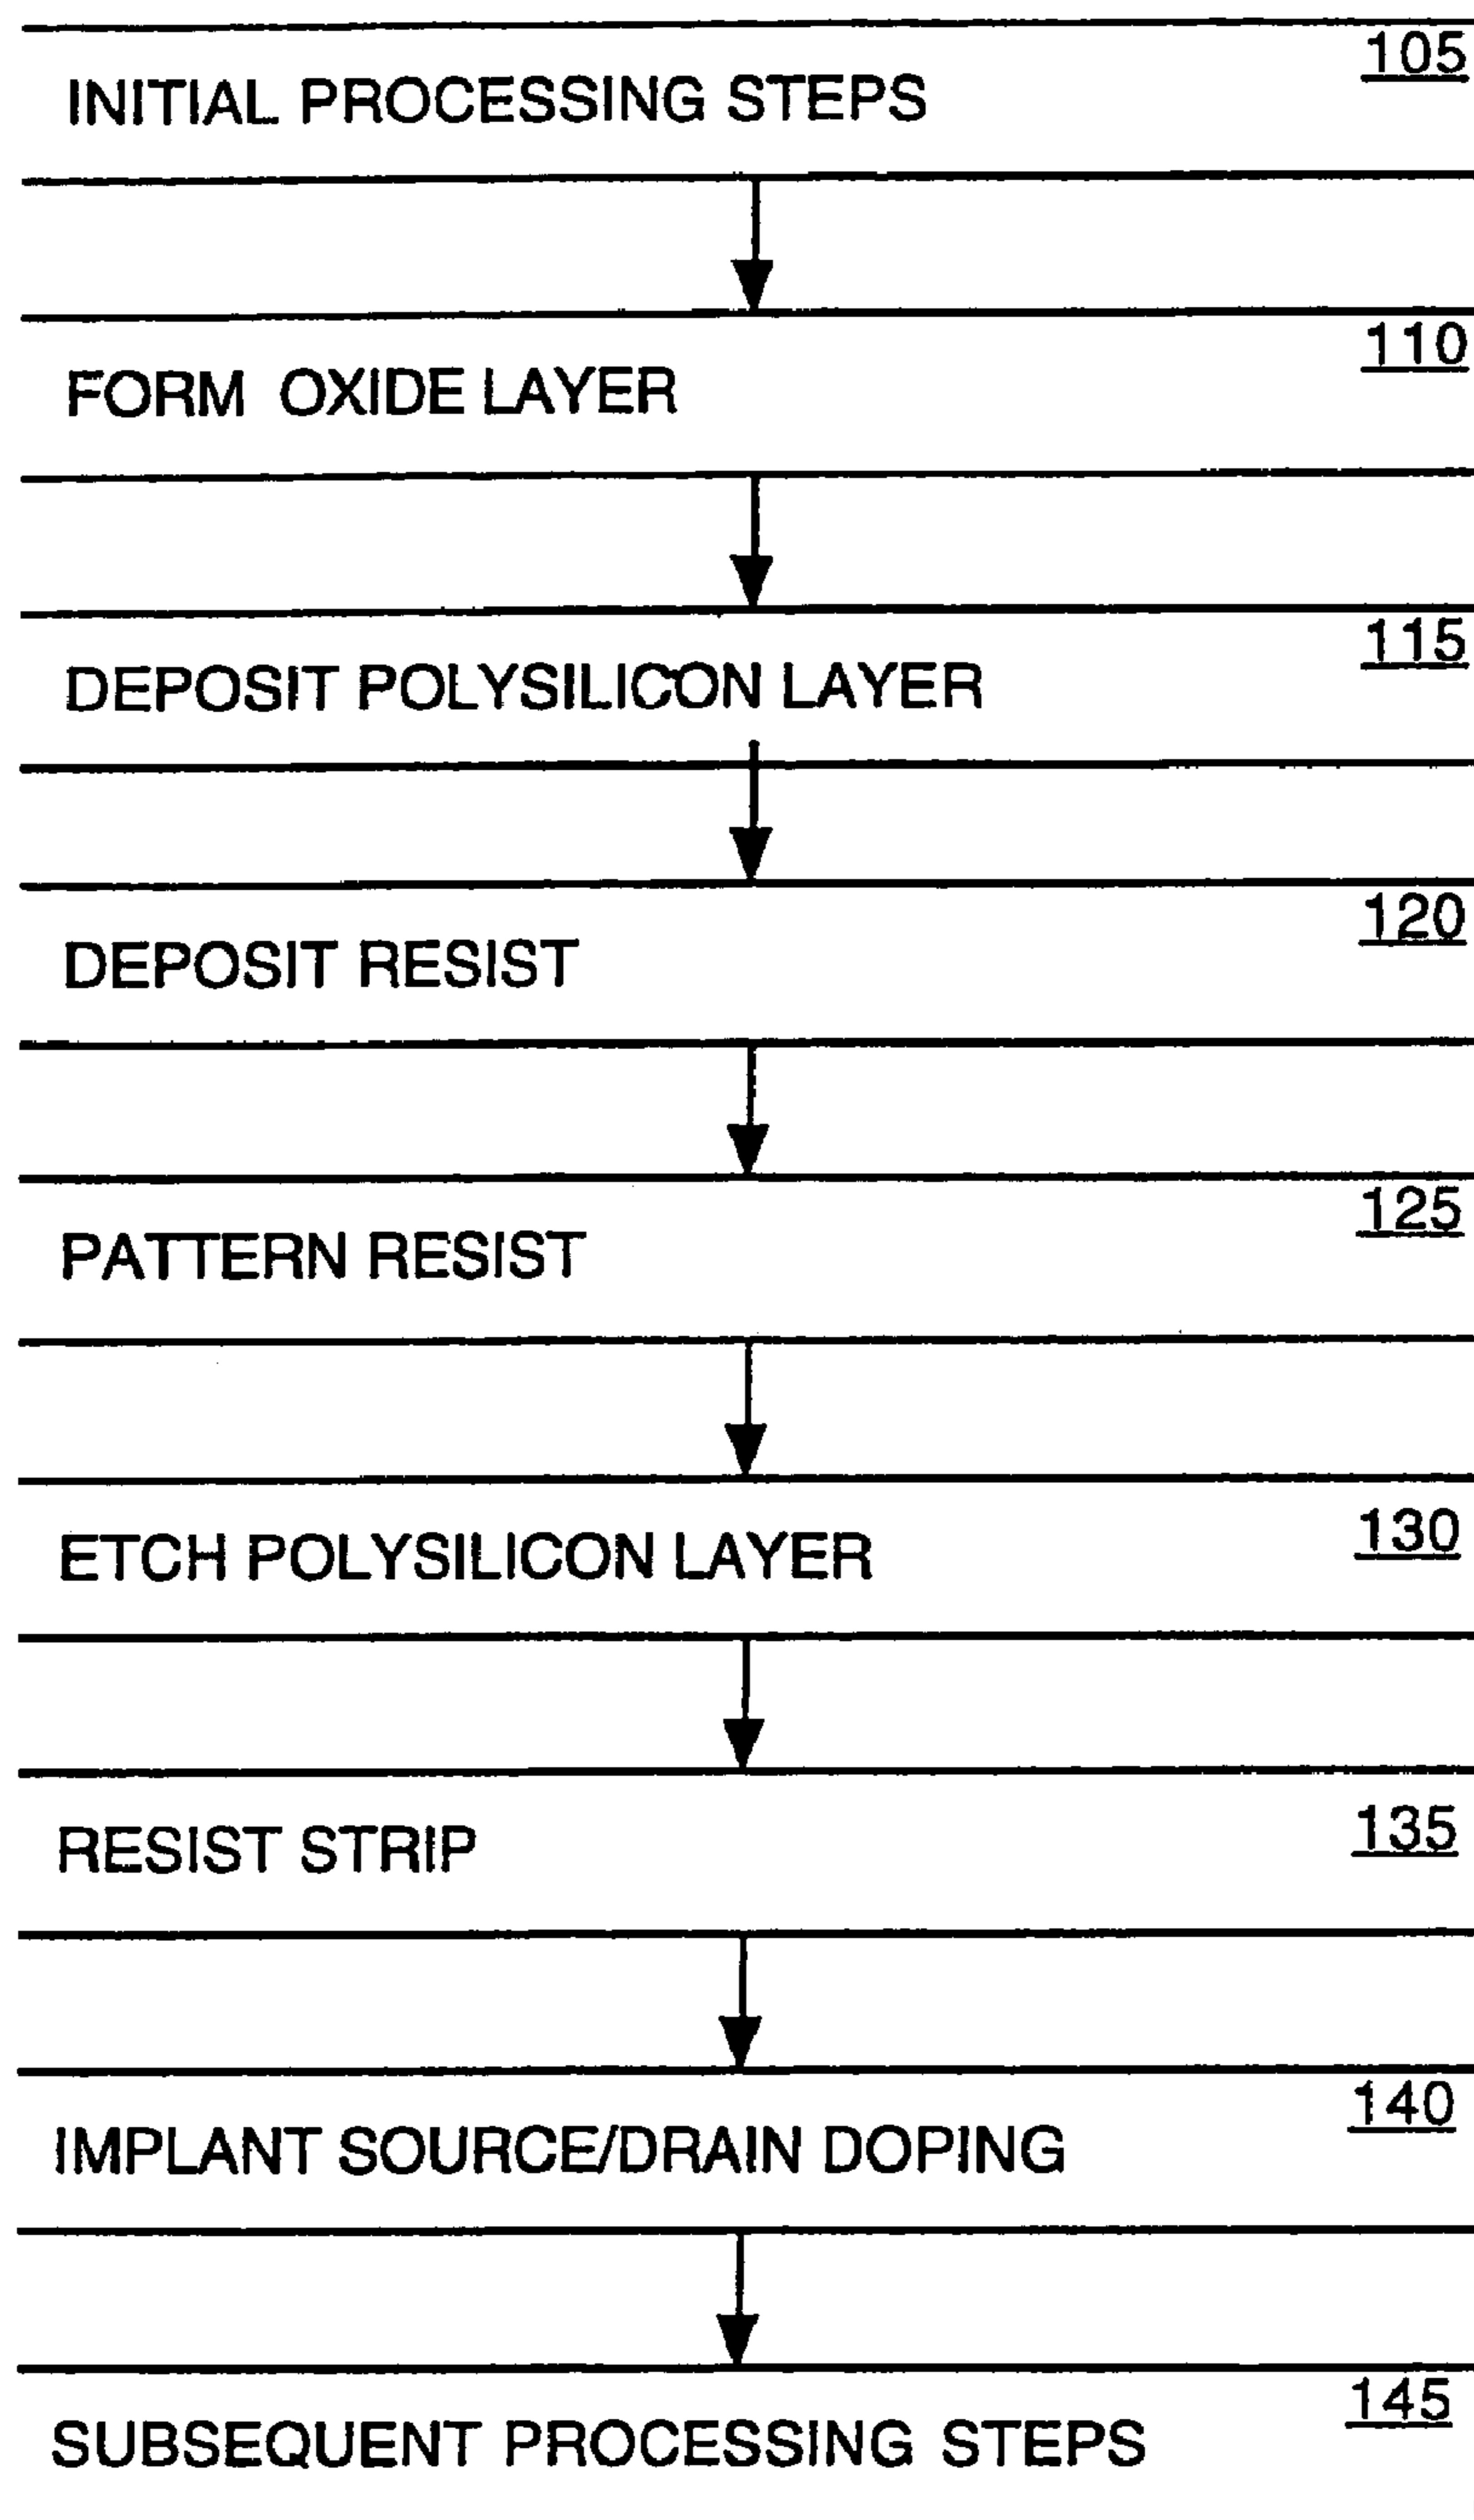 105
INITIAL PROCESSING STEPS
110
FORM OXIDE LAYER
115
DEPOSIT POLYSILICON LAYER
120
DEPOSIT RESIST
125
PATTERN RESIST
130
ETCH POLYSILICON LAYER
135
RESIST STRIP
140
IMPLANT SOURCE/DRAIN DOPING
145
SUBSEQUENT PROCESSING STEPS